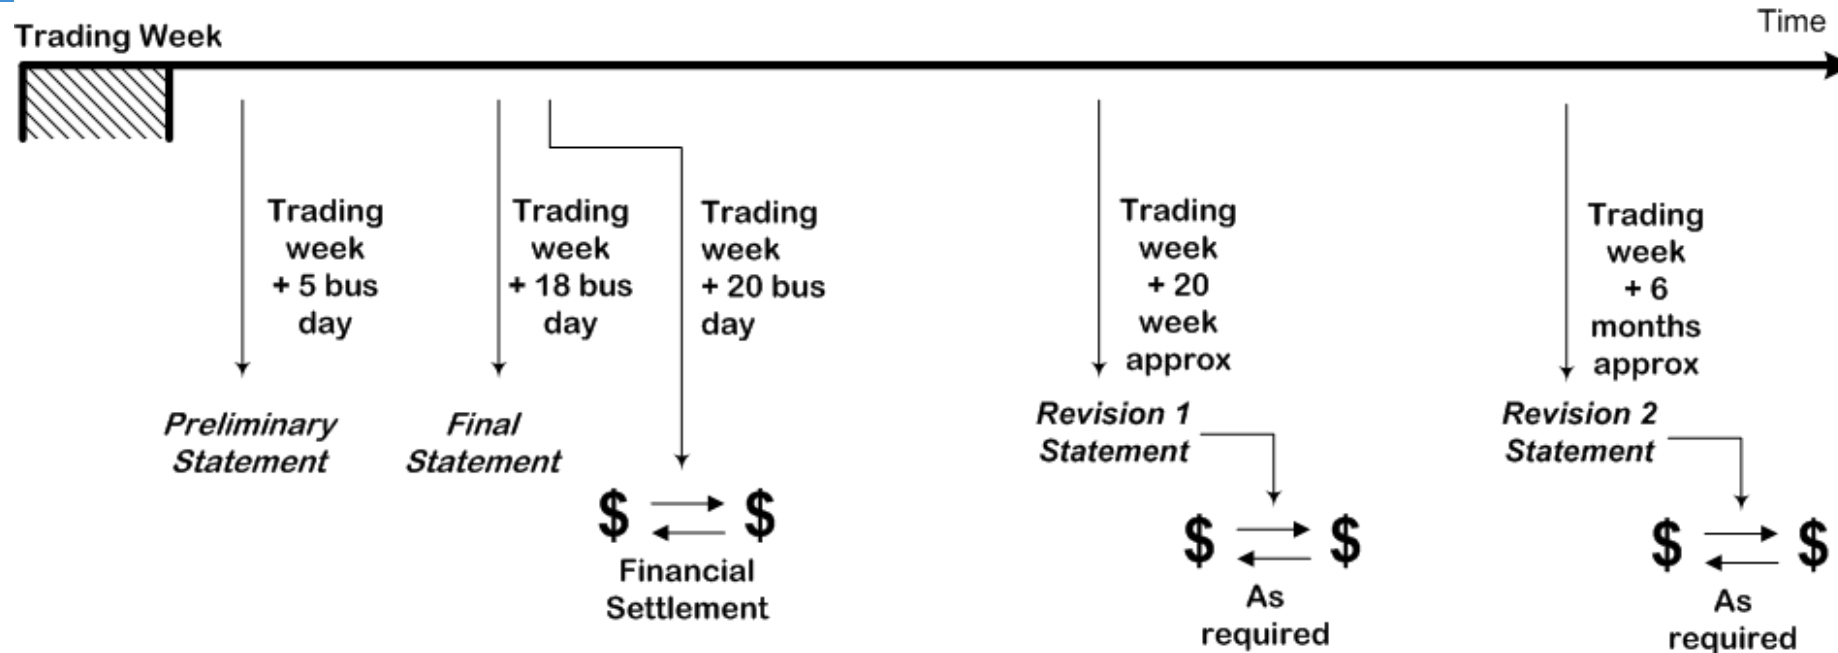 Time
Trading Week
Trading
week
+ 5 bus
day
Trading
week
+ 18 bus
day
Trading
week
+ 20 bus
day
Trading
week
+ 20
week
approx
Trading
week
+ 6
months
approx
Preliminary
Statement
Final
Statement
Revision 1
Statement
Revision 2
Statement
$ $
Financial
Settlement
$ $
As
required
$ $
As
required